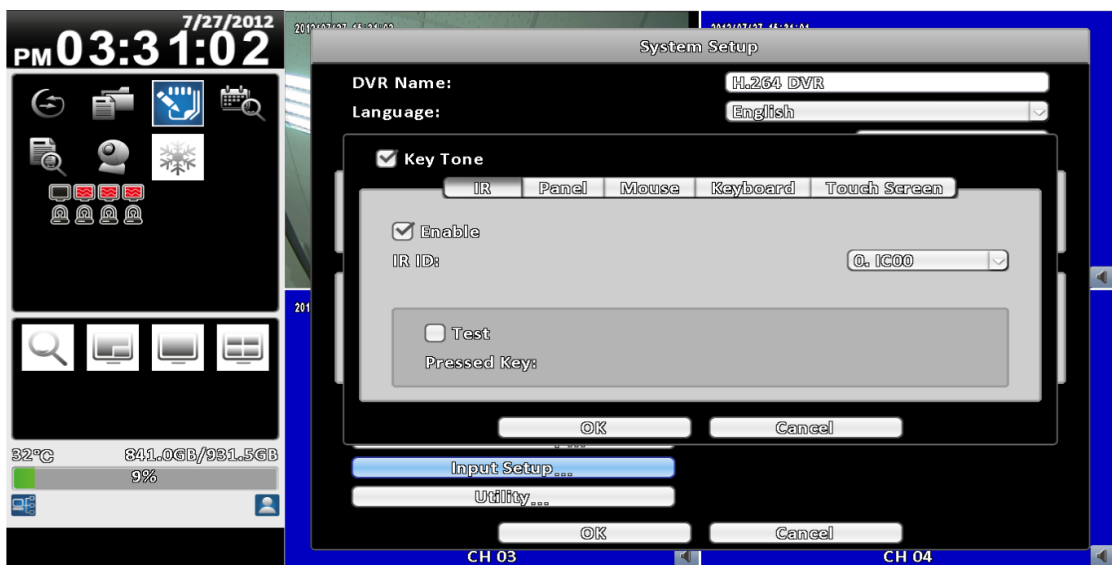 7/27/2012
PM 03:31:02
32°C 841.0GB/931.5GB
9%
System Setup
DVR Name: H.264 DVR
Language: English
Key Tone
IR Panel Mouse Keyboard Touch Screen
Enable
IR ID: 0. IC00
Test
Pressed Key:
OK Cancel
Input Setup...
Utility...
OK Cancel
CH 03 CH 04